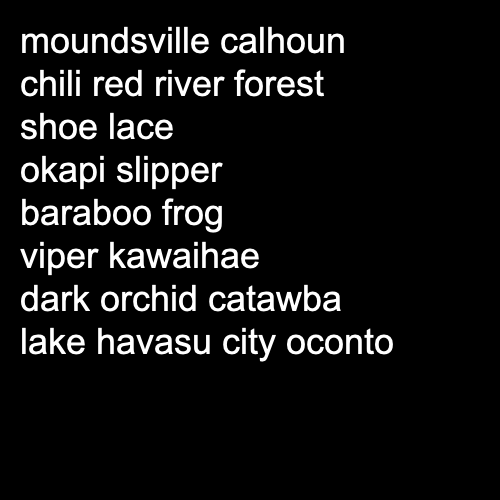 moundsville calhoun
chili red river forest
shoe lace
okapi slipper
baraboo frog
viper kawaihae
dark orchid catawba
lake havasu city oconto